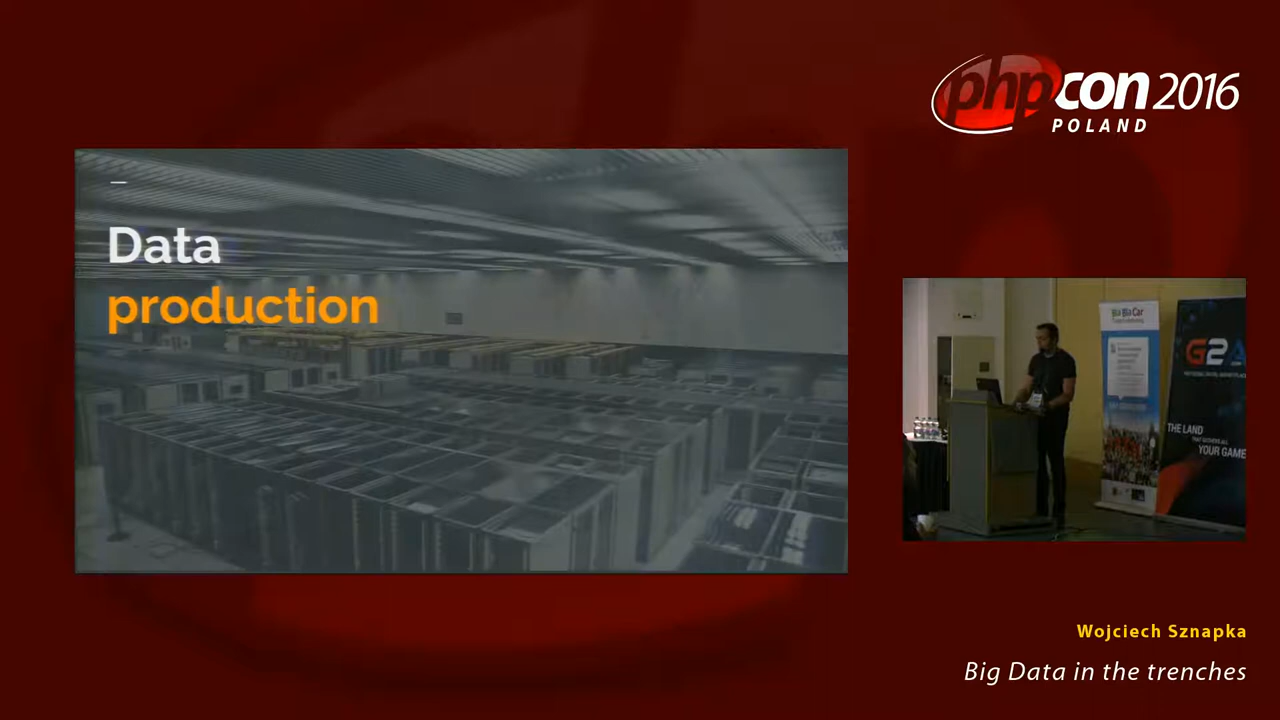 phpcon 2016
POLAND
Data
production
Bla Bla Car
G2A
THE LAND
THAT GATHERS ALL
YOUR GAME
Wojciech Sznapka
Big Data in the trenches